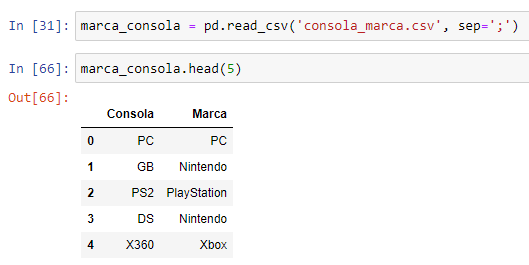 In [31]: marca_consola = pd.read_csv('consola_marca.csv', sep=';')
In [66]: marca_consola.head(5)
Out[66]:
Consola Marca
0 PC PC
1 GB Nintendo
2 PS2 PlayStation
3 DS Nintendo
4 X360 Xbox